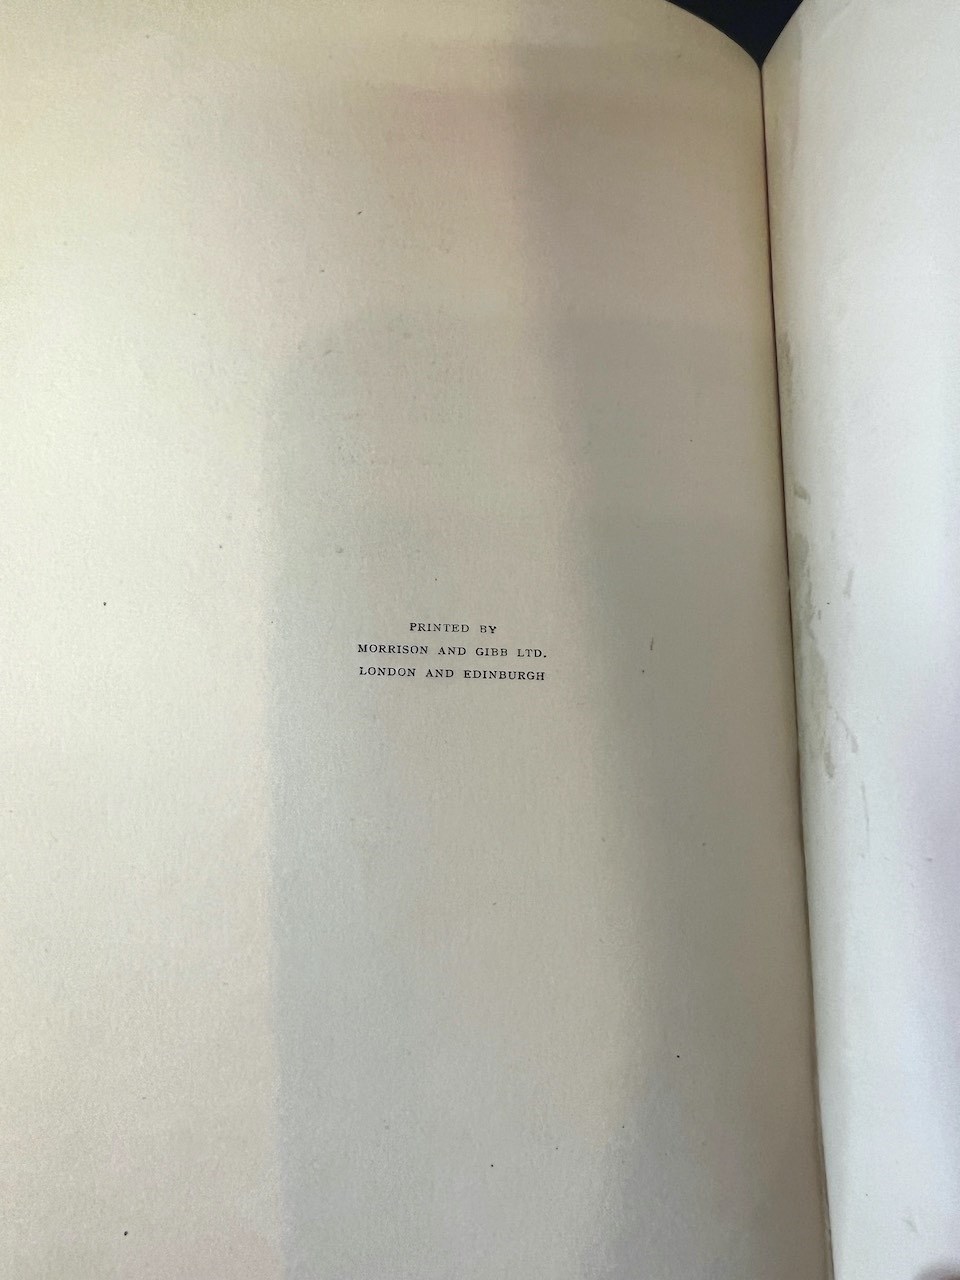 PRINTED BY
MORRISON AND GIBB LTD.
LONDON AND EDINBURGH